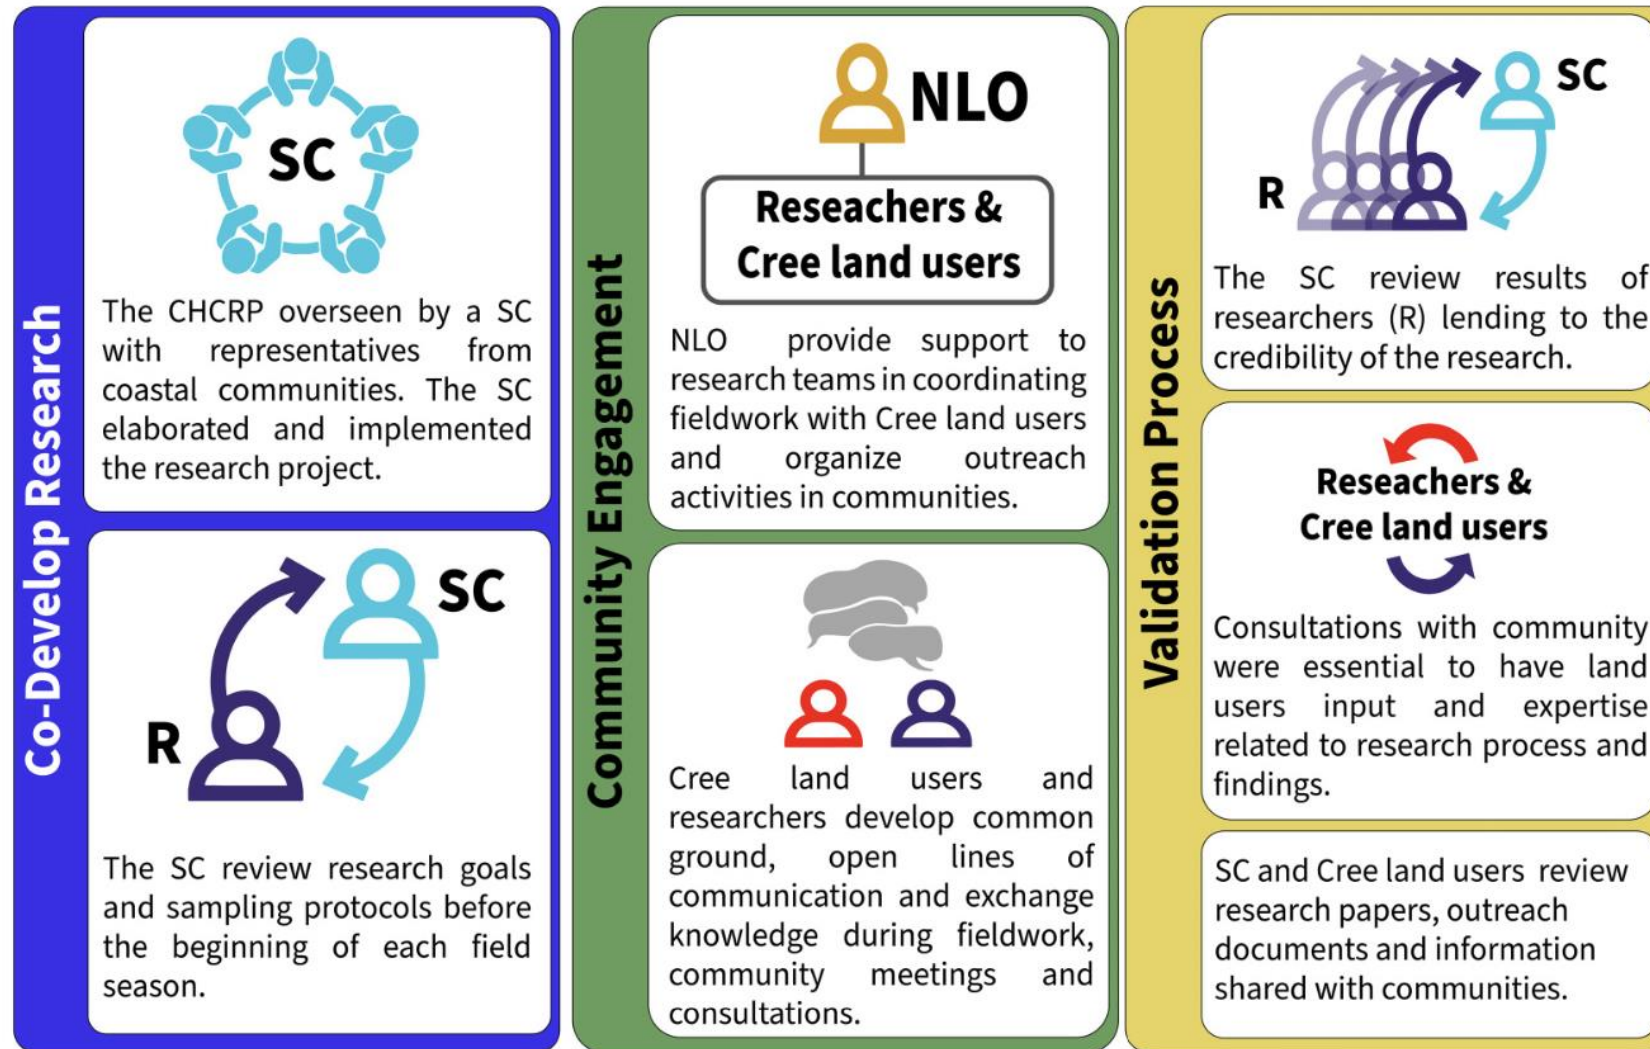 Co-Develop Research
SC
The CHCRP overseen by a SC
with representatives from
coastal communities. The SC
elaborated and implemented
the research project.
SC
R
The SC review research goals
and sampling protocols before
the beginning of each field
season.
Community Engagement
NLO
Reseachers &
Cree land users
NLO provide support to
research teams in coordinating
fieldwork with Cree land users
and organize outreach
activities in communities.
Cree land users and
researchers develop common
ground, open lines of
communication and exchange
knowledge during fieldwork,
community meetings and
consultations.
Validation Process
SC
R
The SC review results of
researchers (R) lending to the
credibility of the research.
Reseachers &
Cree land users
Consultations with community
were essential to have land
users input and expertise
related to research process and
findings.
SC and Cree land users review
research papers, outreach
documents and information
shared with communities.